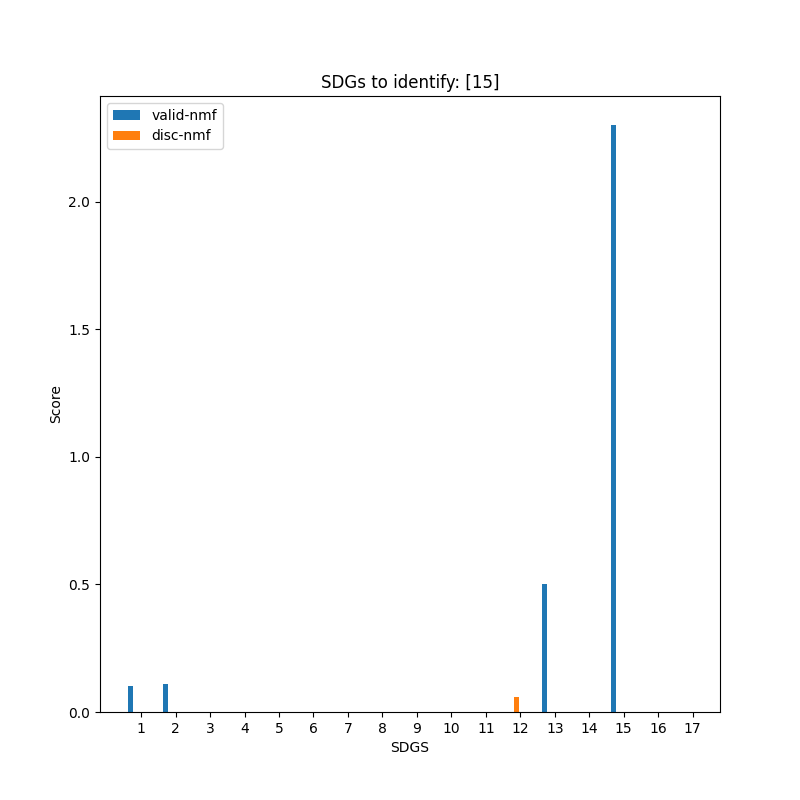 SDGs to identify: [15]
valid-nmf
disc-nmf
2.0
1.5
1.0
0.5
0.0
Score
1 2 3 4 5 6 7 8 9 10 11 12 13 14 15 16 17
SDGS